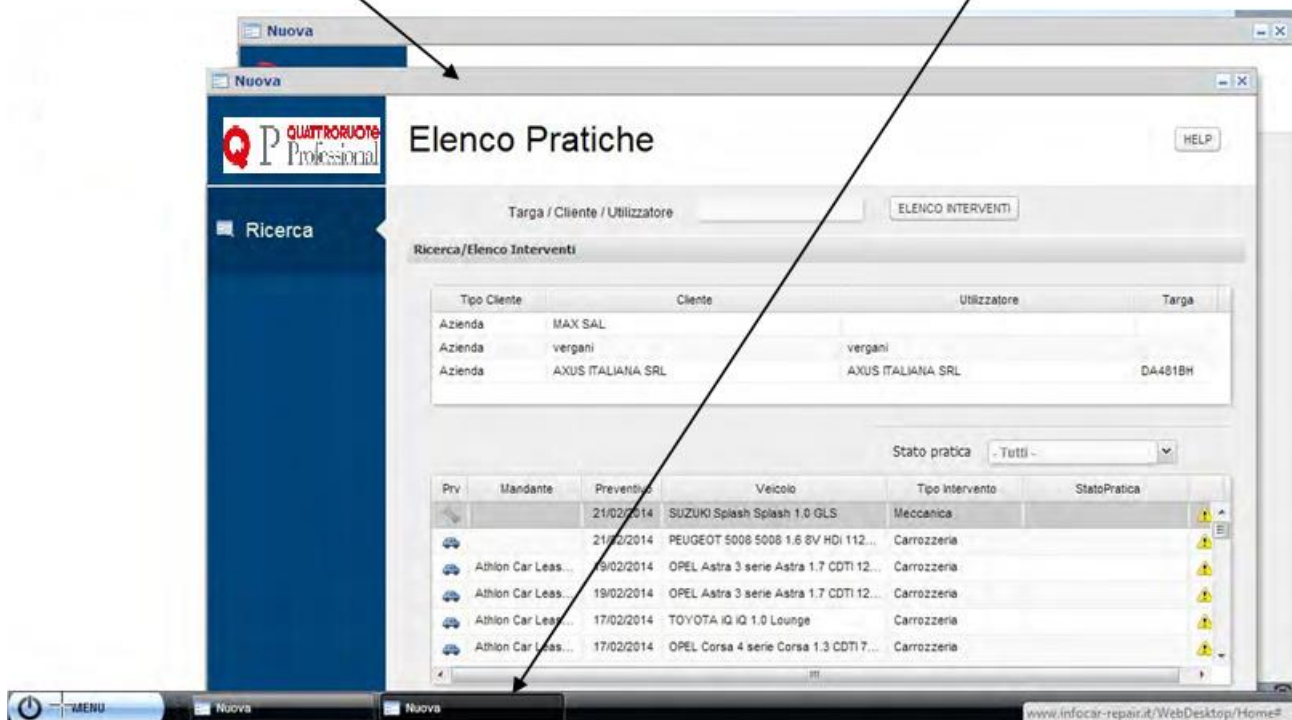 Nuova
Nuova
QP QUATTRORUOTE Professional
Elenco Pratiche
HELP
Ricerca
Targa / Cliente / Utilizzatore
ELENCO INTERVENTI
Ricerca/Elenco Interventi
Tipo Cliente Cliente Utilizzatore Targa
Azienda MAX SAL
Azienda vergani vergani
Azienda AXUS ITALIANA SRL AXUS ITALIANA SRL DA481BH
Stato pratica - Tutti -
Prv Mandante Preventivo Veicolo Tipo Intervento StatoPratica
21/02/2014 SUZUKI Splash Splash 1.0 GLS Meccanica
21/02/2014 PEUGEOT 5008 5008 1.6 8V HDi 112... Carrozzeria
Athlon Car Leas... 19/02/2014 OPEL Astra 3 serie Astra 1.7 CDTI 12... Carrozzeria
Athlon Car Leas... 19/02/2014 OPEL Astra 3 serie Astra 1.7 CDTI 12... Carrozzeria
Athlon Car Leas... 17/02/2014 TOYOTA iQ iQ 1.0 Lounge Carrozzeria
Athlon Car Leas... 17/02/2014 OPEL Corsa 4 serie Corsa 1.3 CDTI 7... Carrozzeria
MENU Nuova Nuova www.infocar-repair.it/WebDesktop/Home#